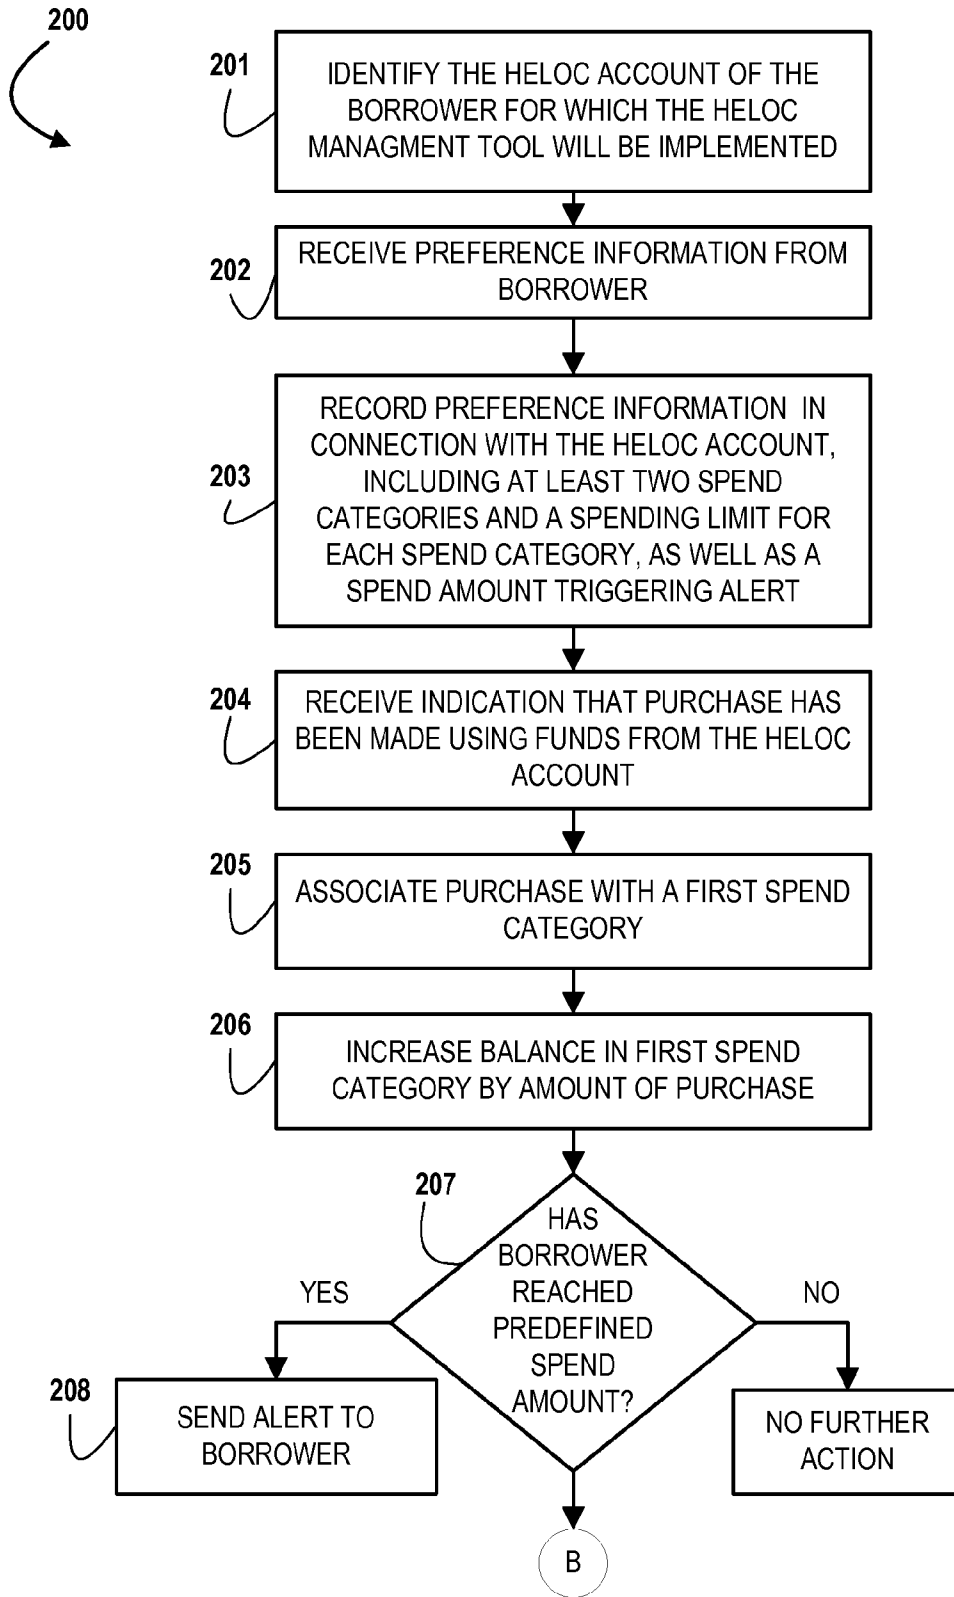 200
201
IDENTIFY THE HELOC ACCOUNT OF THE
BORROWER FOR WHICH THE HELOC
MANAGMENT TOOL WILL BE IMPLEMENTED
202
RECEIVE PREFERENCE INFORMATION FROM
BORROWER
203
RECORD PREFERENCE INFORMATION IN
CONNECTION WITH THE HELOC ACCOUNT,
INCLUDING AT LEAST TWO SPEND
CATEGORIES AND A SPENDING LIMIT FOR
EACH SPEND CATEGORY, AS WELL AS A
SPEND AMOUNT TRIGGERING ALERT
204
RECEIVE INDICATION THAT PURCHASE HAS
BEEN MADE USING FUNDS FROM THE HELOC
ACCOUNT
205
ASSOCIATE PURCHASE WITH A FIRST SPEND
CATEGORY
206
INCREASE BALANCE IN FIRST SPEND
CATEGORY BY AMOUNT OF PURCHASE
207
HAS
BORROWER
REACHED
PREDEFINED
SPEND
AMOUNT?
YES
NO
208
SEND ALERT TO
BORROWER
NO FURTHER
ACTION
B